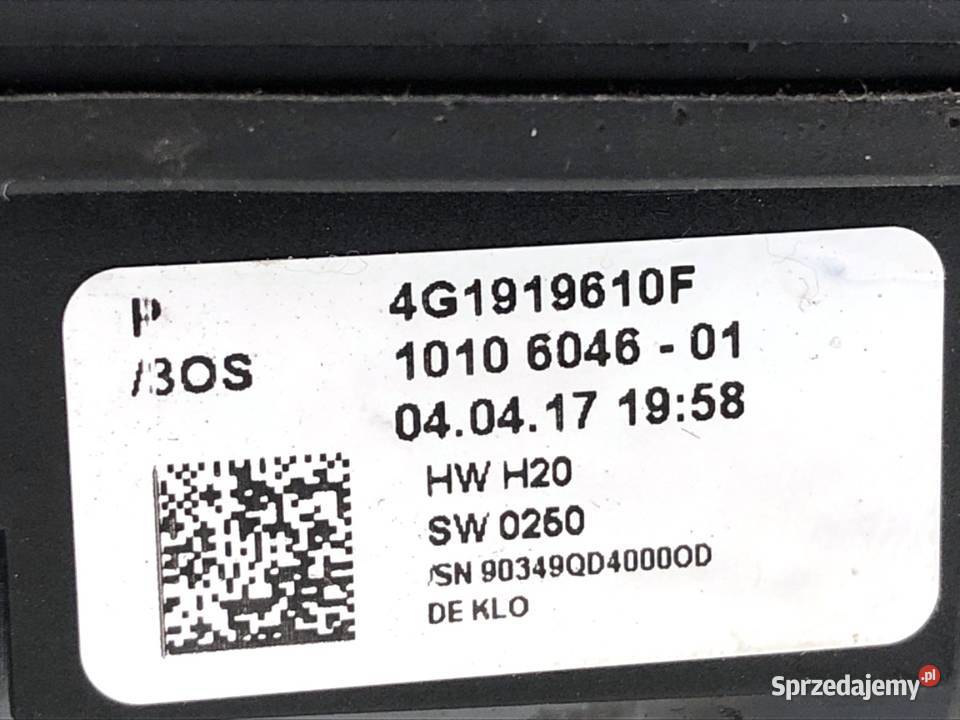 P 4G1919610F
/BOS 1010 6046 - 01
04.04.17 19:58
HW H20
SW 0250
/SN 90349QD4000OD
DE KLO
Sprzedajemy.pl